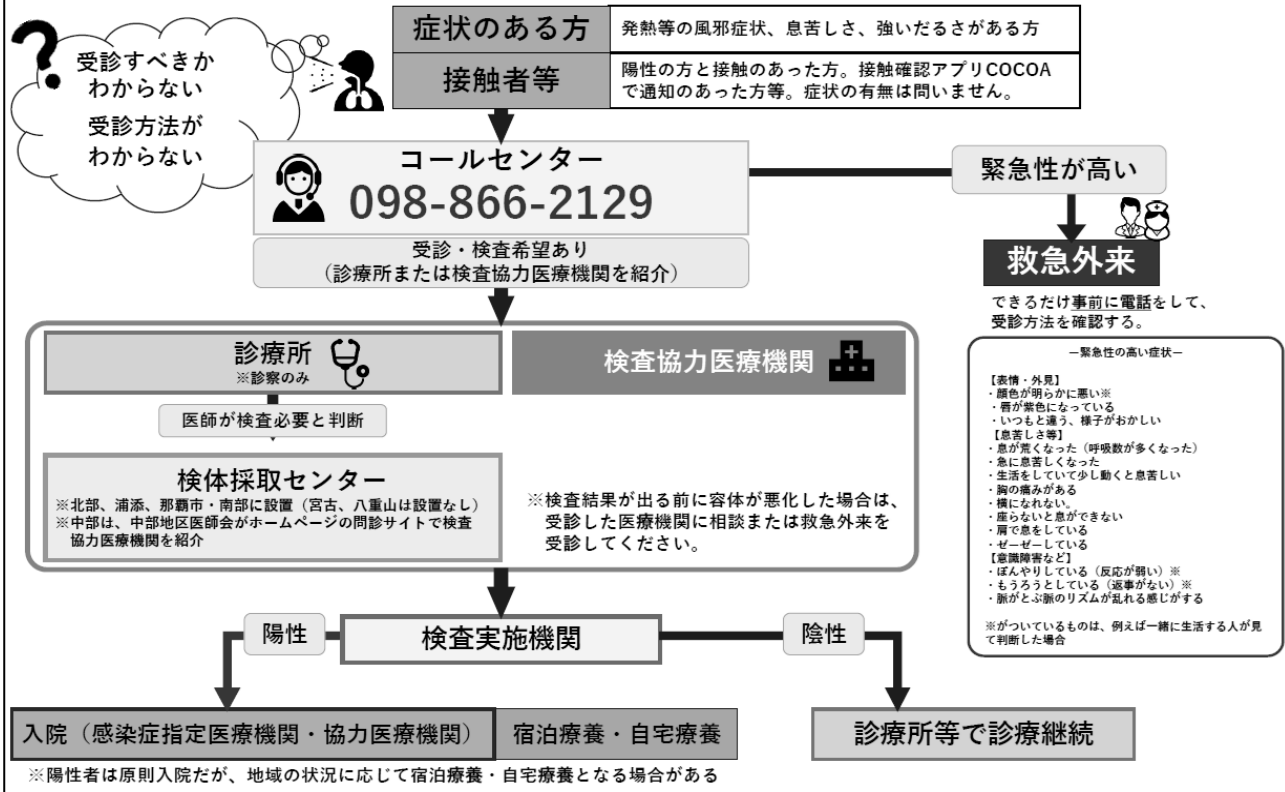 ?
受診すべきか
わからない
受診方法が
わからない
症状のある方
発熱等の風邪症状、息苦しさ、強いだるさがある方
接触者等
陽性の方と接触のあった方。接触確認アプリCOCOA
で通知のあった方等。症状の有無は問いません。
コールセンター
098-866-2129
受診・検査希望あり
(診療所または検査協力医療機関を紹介)
緊急性が高い
救急外来
できるだけ事前に電話をして、
受診方法を確認する。
ー緊急性の高い症状ー
【表情・外見】
・顔色が明らかに悪い※
・唇が紫色になっている
・いつもと違う、様子がおかしい
【息苦しさ等】
・息が荒くなった（呼吸数が多くなった）
・急に息苦しくなった
・生活をしていて少し動くと息苦しい
・胸の痛みがある
・横になれない。
・座らないと息ができない
・肩で息をしている
・ゼーゼーしている
【意識障害など】
・ぼんやりしている（反応が弱い）※
・もうろうとしている（返事がない）※
・脈がとぶ脈のリズムが乱れる感じがする
※がついているものは、例えば一緒に生活する人が見
て判断した場合
診療所
※診察のみ
検査協力医療機関
医師が検査必要と判断
検体採取センター
※北部、浦添、那覇市・南部に設置（宮古、八重山は設置なし）
※中部は、中部地区医師会がホームページの問診サイトで検査
協力医療機関を紹介
※検査結果が出る前に容体が悪化した場合は、
受診した医療機関に相談または救急外来を
受診してください。
陽性
検査実施機関
陰性
入院（感染症指定医療機関・協力医療機関）
宿泊療養・自宅療養
診療所等で診療継続
※陽性者は原則入院だが、地域の状況に応じて宿泊療養・自宅療養となる場合がある